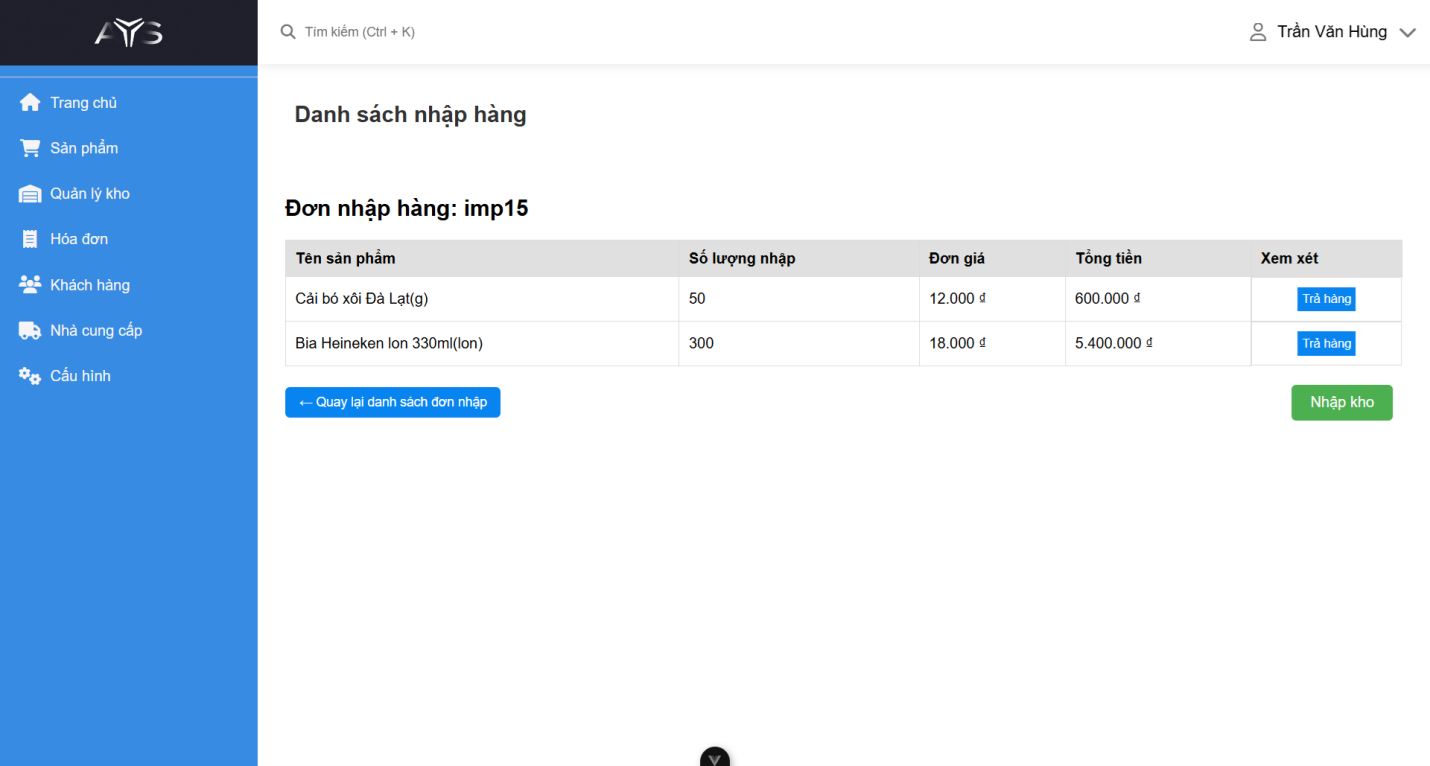 AYS
Tìm kiếm (Ctrl + K)
Trần Văn Hùng
Trang chủ
Sản phẩm
Quản lý kho
Hóa đơn
Khách hàng
Nhà cung cấp
Cấu hình
Danh sách nhập hàng
Đơn nhập hàng: imp15
Tên sản phẩm Số lượng nhập Đơn giá Tổng tiền Xem xét
Cải bó xôi Đà Lạt(g) 50 12.000 ₫ 600.000 ₫ Trả hàng
Bia Heineken lon 330ml(lon) 300 18.000 ₫ 5.400.000 ₫ Trả hàng
← Quay lại danh sách đơn nhập
Nhập kho